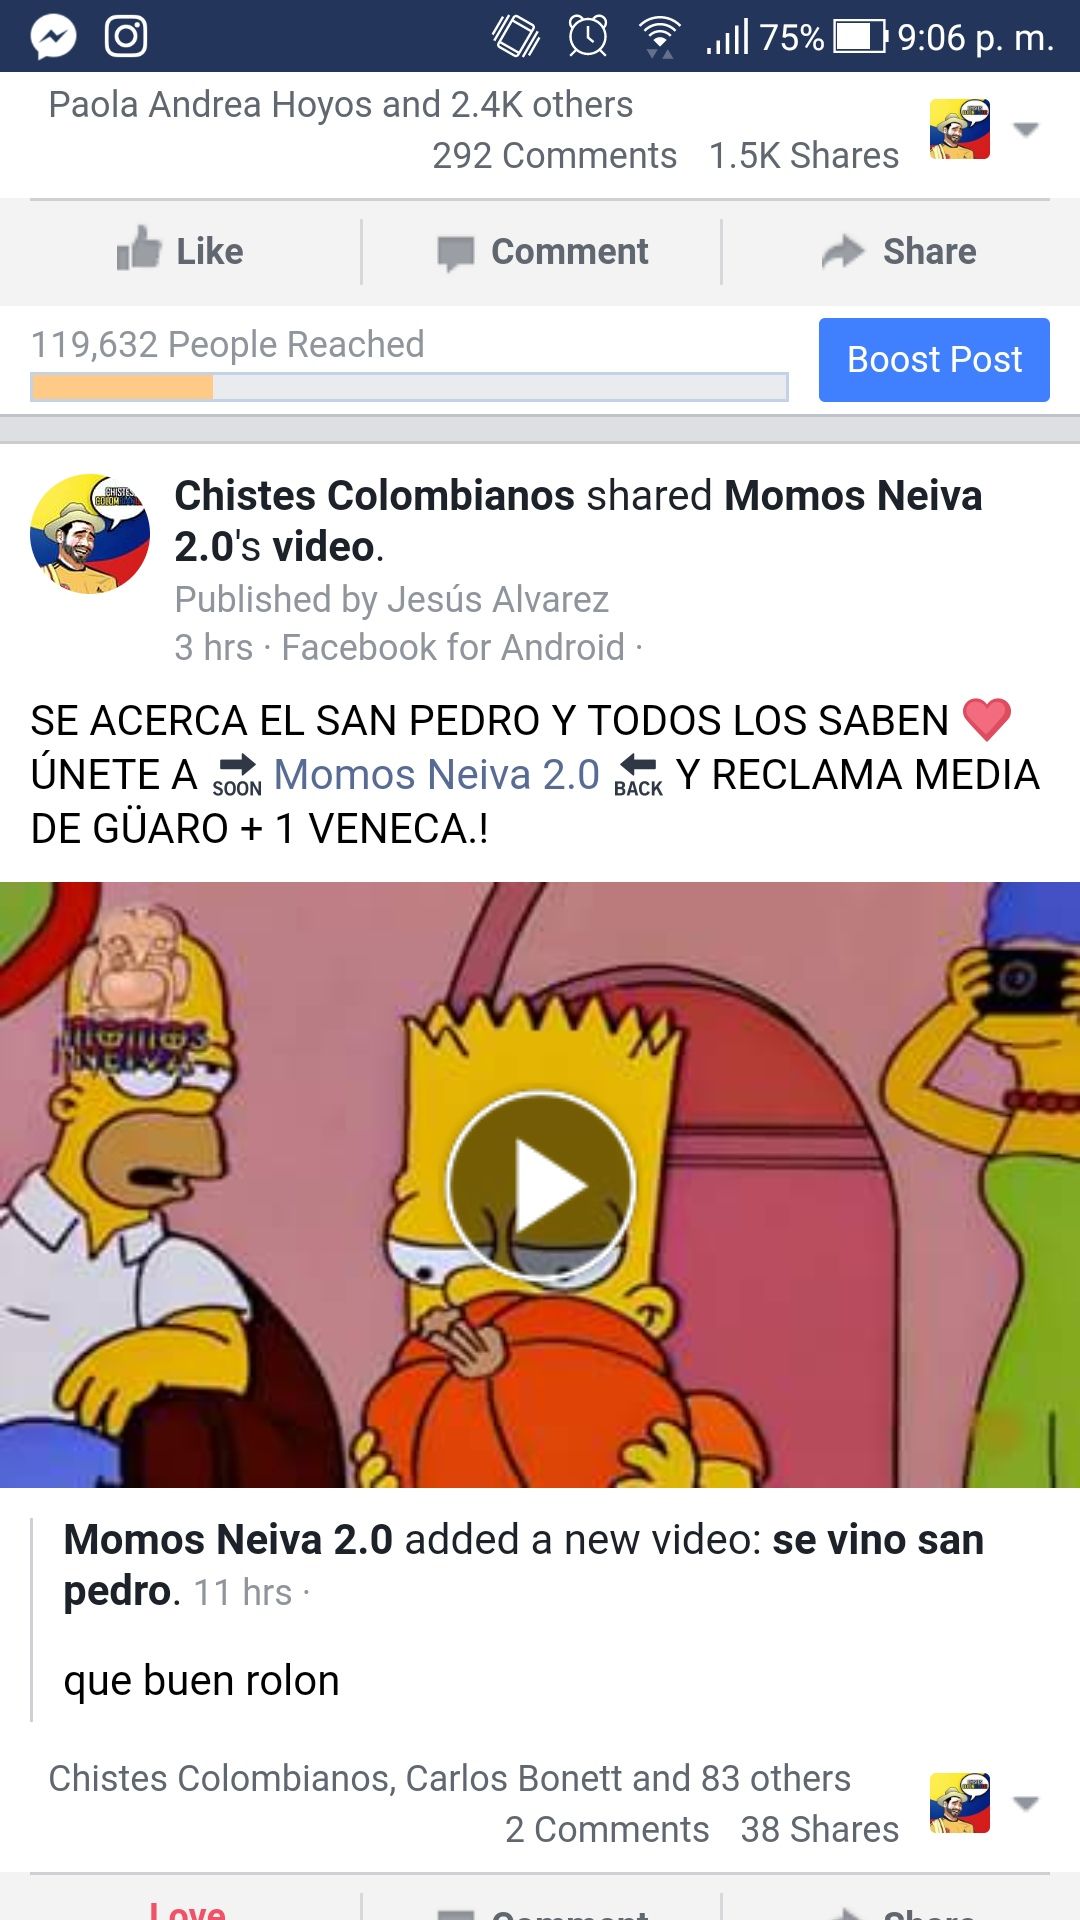 75% 9:06 p. m.
Paola Andrea Hoyos and 2.4K others
292 Comments 1.5K Shares
Like Comment Share
119,632 People Reached
Boost Post
Chistes Colombianos shared Momos Neiva
2.0's video.
Published by Jesús Alvarez
3 hrs · Facebook for Android ·
SE ACERCA EL SAN PEDRO Y TODOS LOS SABEN
ÚNETE A SOON Momos Neiva 2.0 BACK Y RECLAMA MEDIA
DE GÜARO + 1 VENECA.!
momos
NEIVA
Momos Neiva 2.0 added a new video: se vino san
pedro. 11 hrs ·
que buen rolon
Chistes Colombianos, Carlos Bonett and 83 others
2 Comments 38 Shares
Love Comment Share